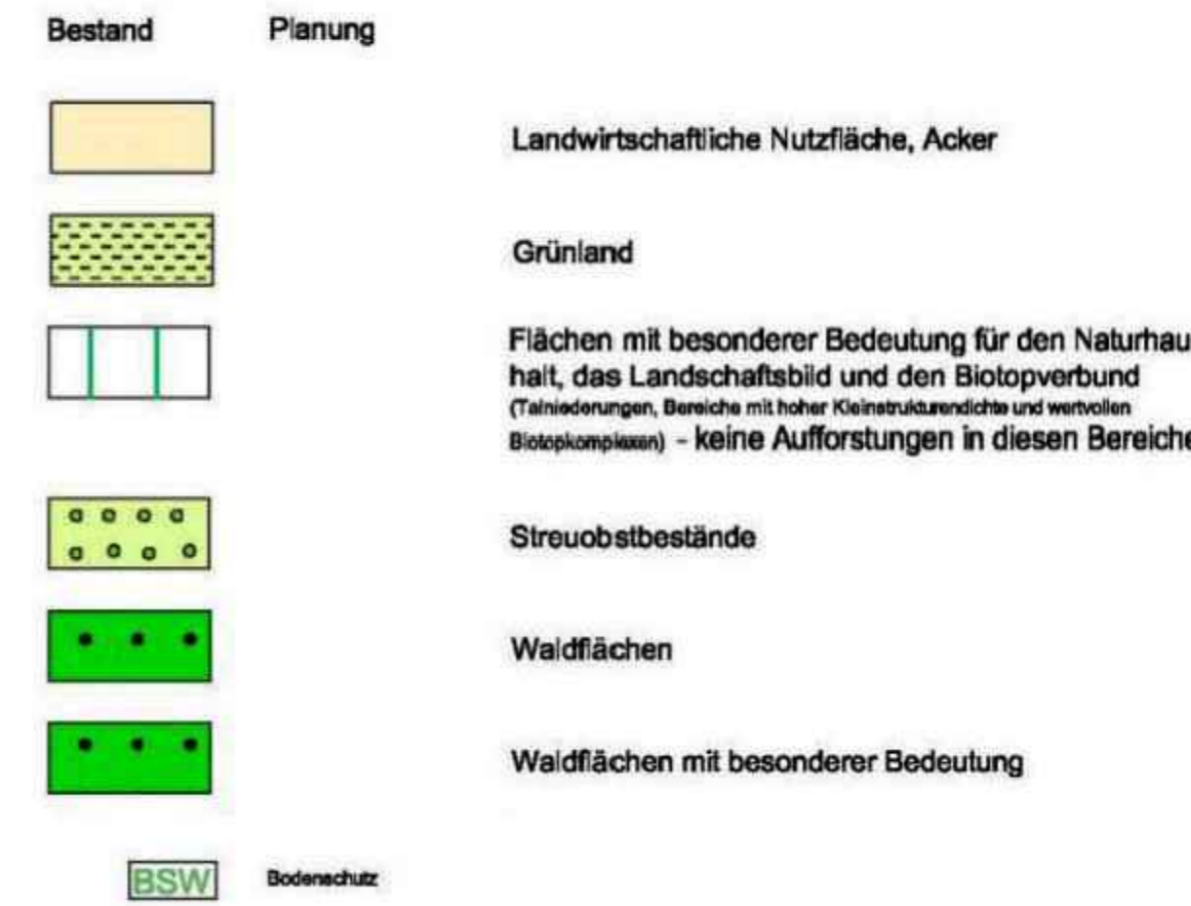 Bestand Planung
Landwirtschaftliche Nutzfläche, Acker
Grünland
Flächen mit besonderer Bedeutung für den Naturhau
halt, das Landschaftsbild und den Biotopverbund
(Talniederungen, Bereiche mit hoher Kleinstrukturendichte und wertvollen
Biotopkomplexen) - keine Aufforstungen in diesen Bereiche
Streuobstbestände
Waldflächen
Waldflächen mit besonderer Bedeutung
BSW Bodenschutz